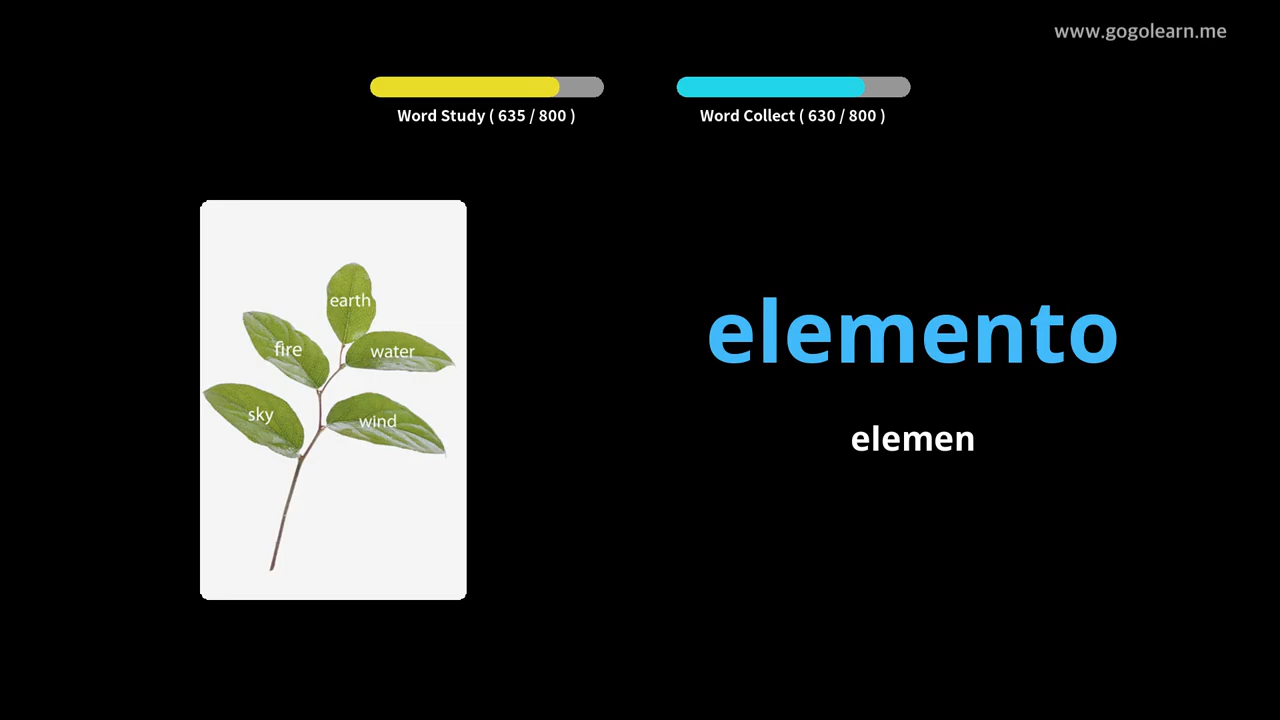 www.gogolearn.me
Word Study ( 635 / 800 )
Word Collect ( 630 / 800 )
earth
fire
water
sky
wind
elemento
elemen